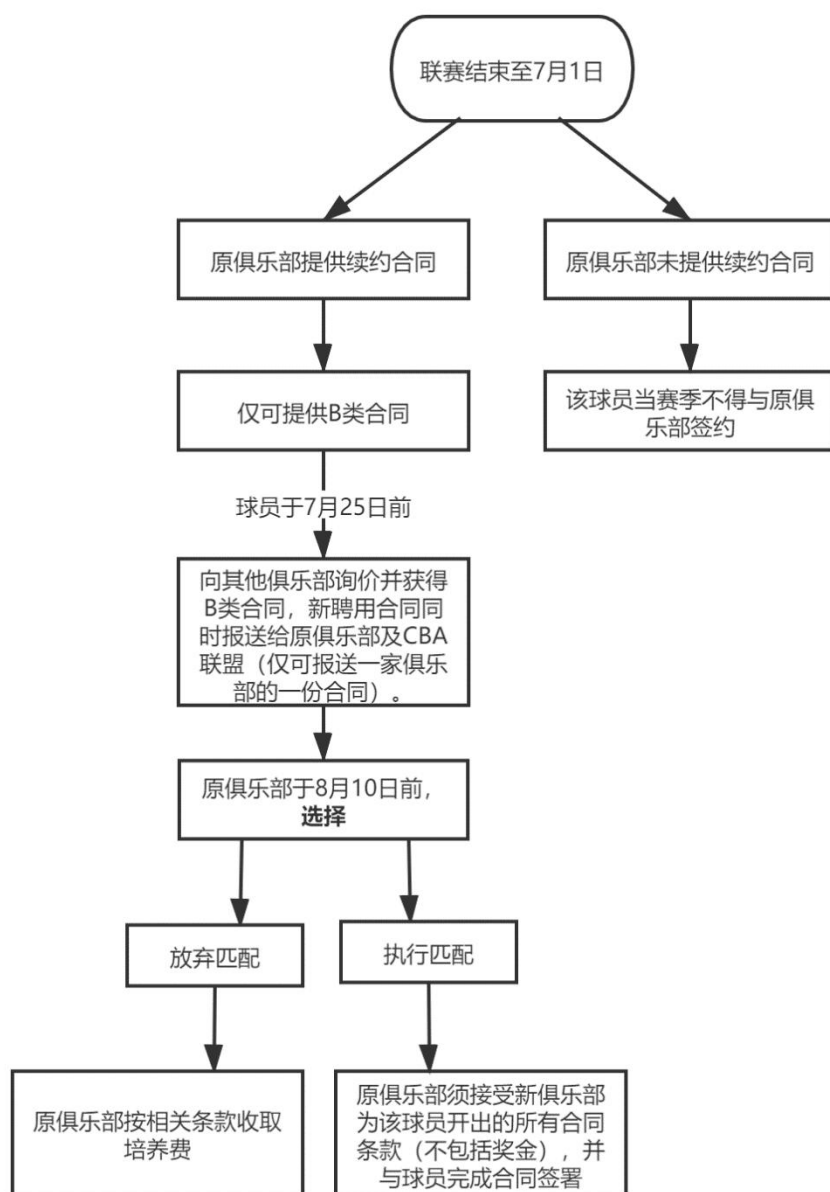 联赛结束至7月1日
原俱乐部提供续约合同
原俱乐部未提供续约合同
仅可提供B类合同
该球员当赛季不得与原俱
乐部签约
球员于7月25日前
向其他俱乐部询价并获得
B类合同，新聘用合同同
时报送给原俱乐部及CBA
联盟（仅可报送一家俱乐
部的一份合同）。
原俱乐部于8月10日前，
选择
放弃匹配
执行匹配
原俱乐部按相关条款收取
培养费
原俱乐部须接受新俱乐部
为该球员开出的所有合同
条款（不包括奖金），并
与球员完成合同签署